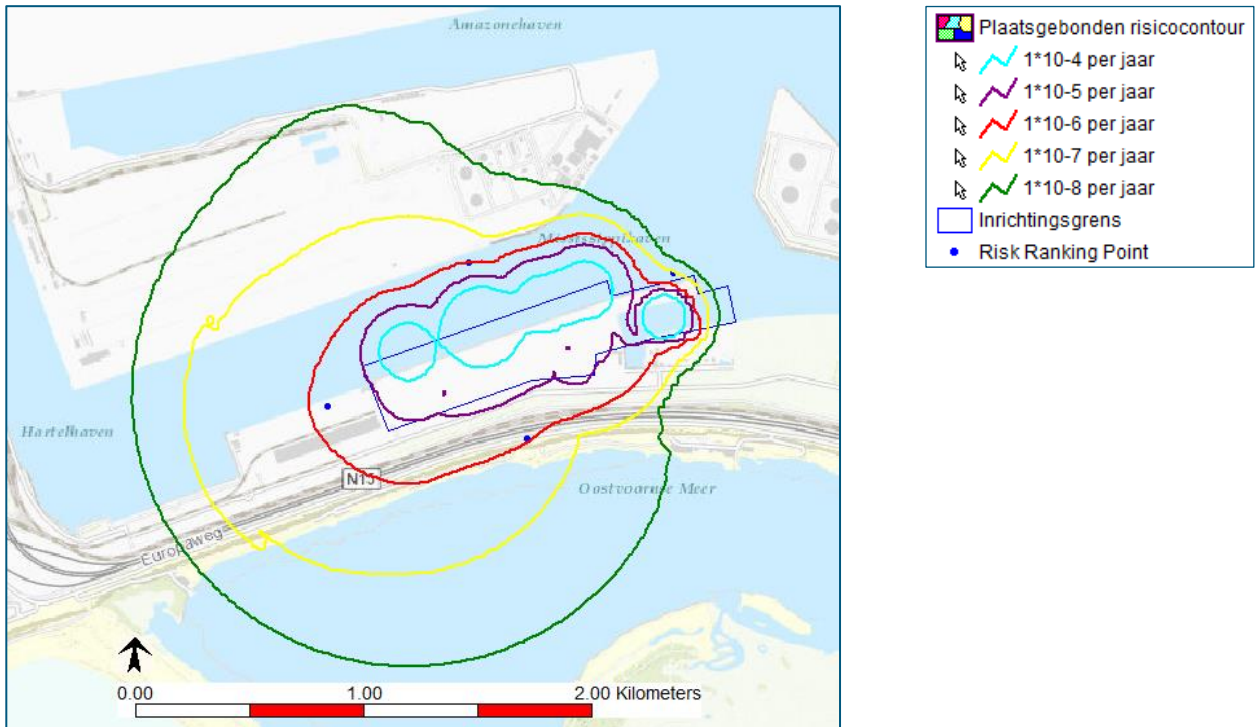 Amazonehaven
Mississippihaven
Hartelhaven
N15
Oostvoornse Meer
Europaweg
0.00 1.00 2.00 Kilometers
Plaatsgebonden risicocontour
1*10-4 per jaar
1*10-5 per jaar
1*10-6 per jaar
1*10-7 per jaar
1*10-8 per jaar
Inrichtingsgrens
Risk Ranking Point